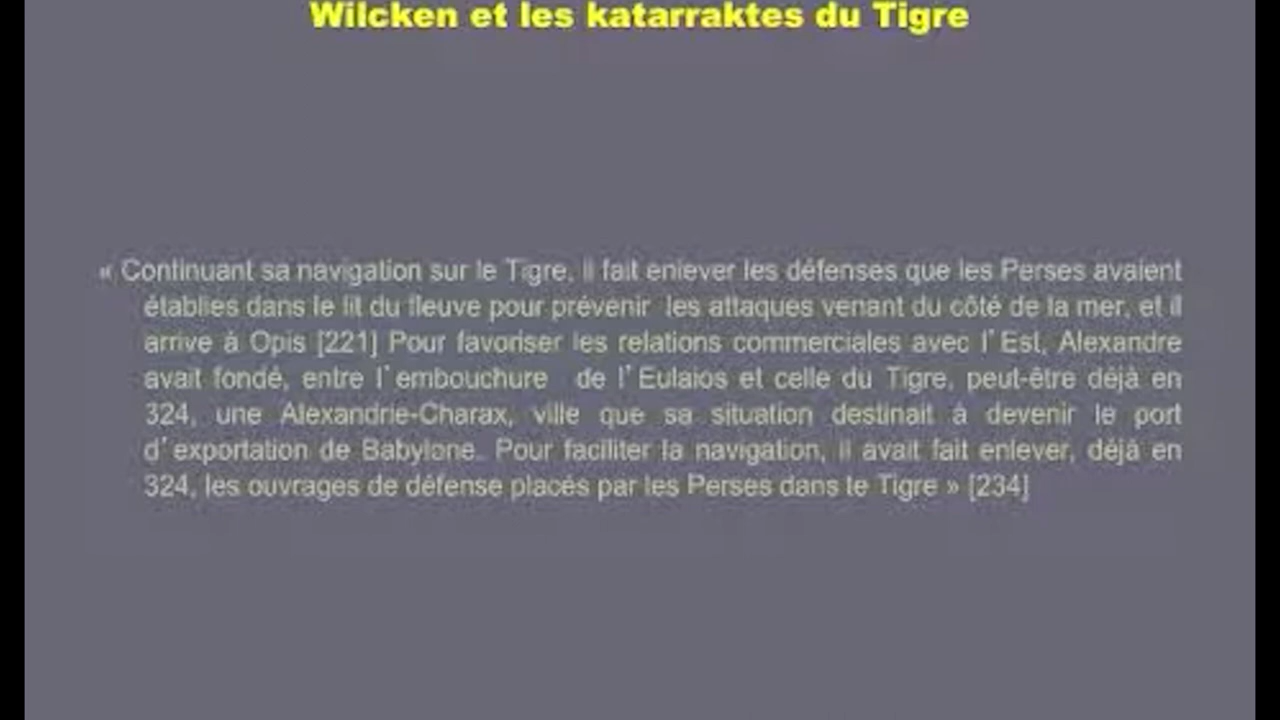 Wilcken et les katarraktes du Tigre
« Continuant sa navigation sur le Tigre, il fait enlever les défenses que les Perses avaient
établies dans le lit du fleuve pour prévenir les attaques venant du côté de la mer, et il
arrive à Opis [221] Pour favoriser les relations commerciales avec l'Est, Alexandre
avait fondé, entre l'embouchure de l'Eulaios et celle du Tigre, peut-être déjà en
324, une Alexandrie-Charax, ville que sa situation destinait à devenir le port
d'exportation de Babylone. Pour faciliter la navigation, il avait fait enlever, déjà en
324, les ouvrages de défense placés par les Perses dans le Tigre » [234]